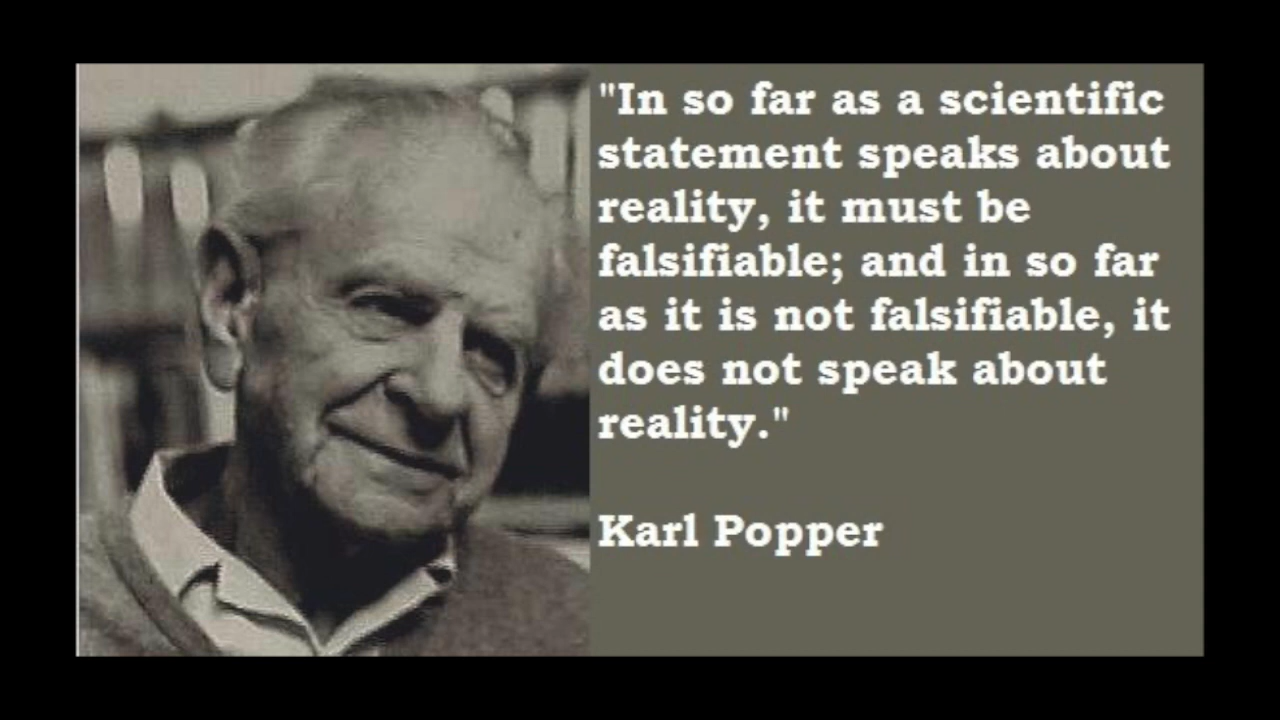 "In so far as a scientific
statement speaks about
reality, it must be
falsifiable; and in so far
as it is not falsifiable, it
does not speak about
reality."
Karl Popper